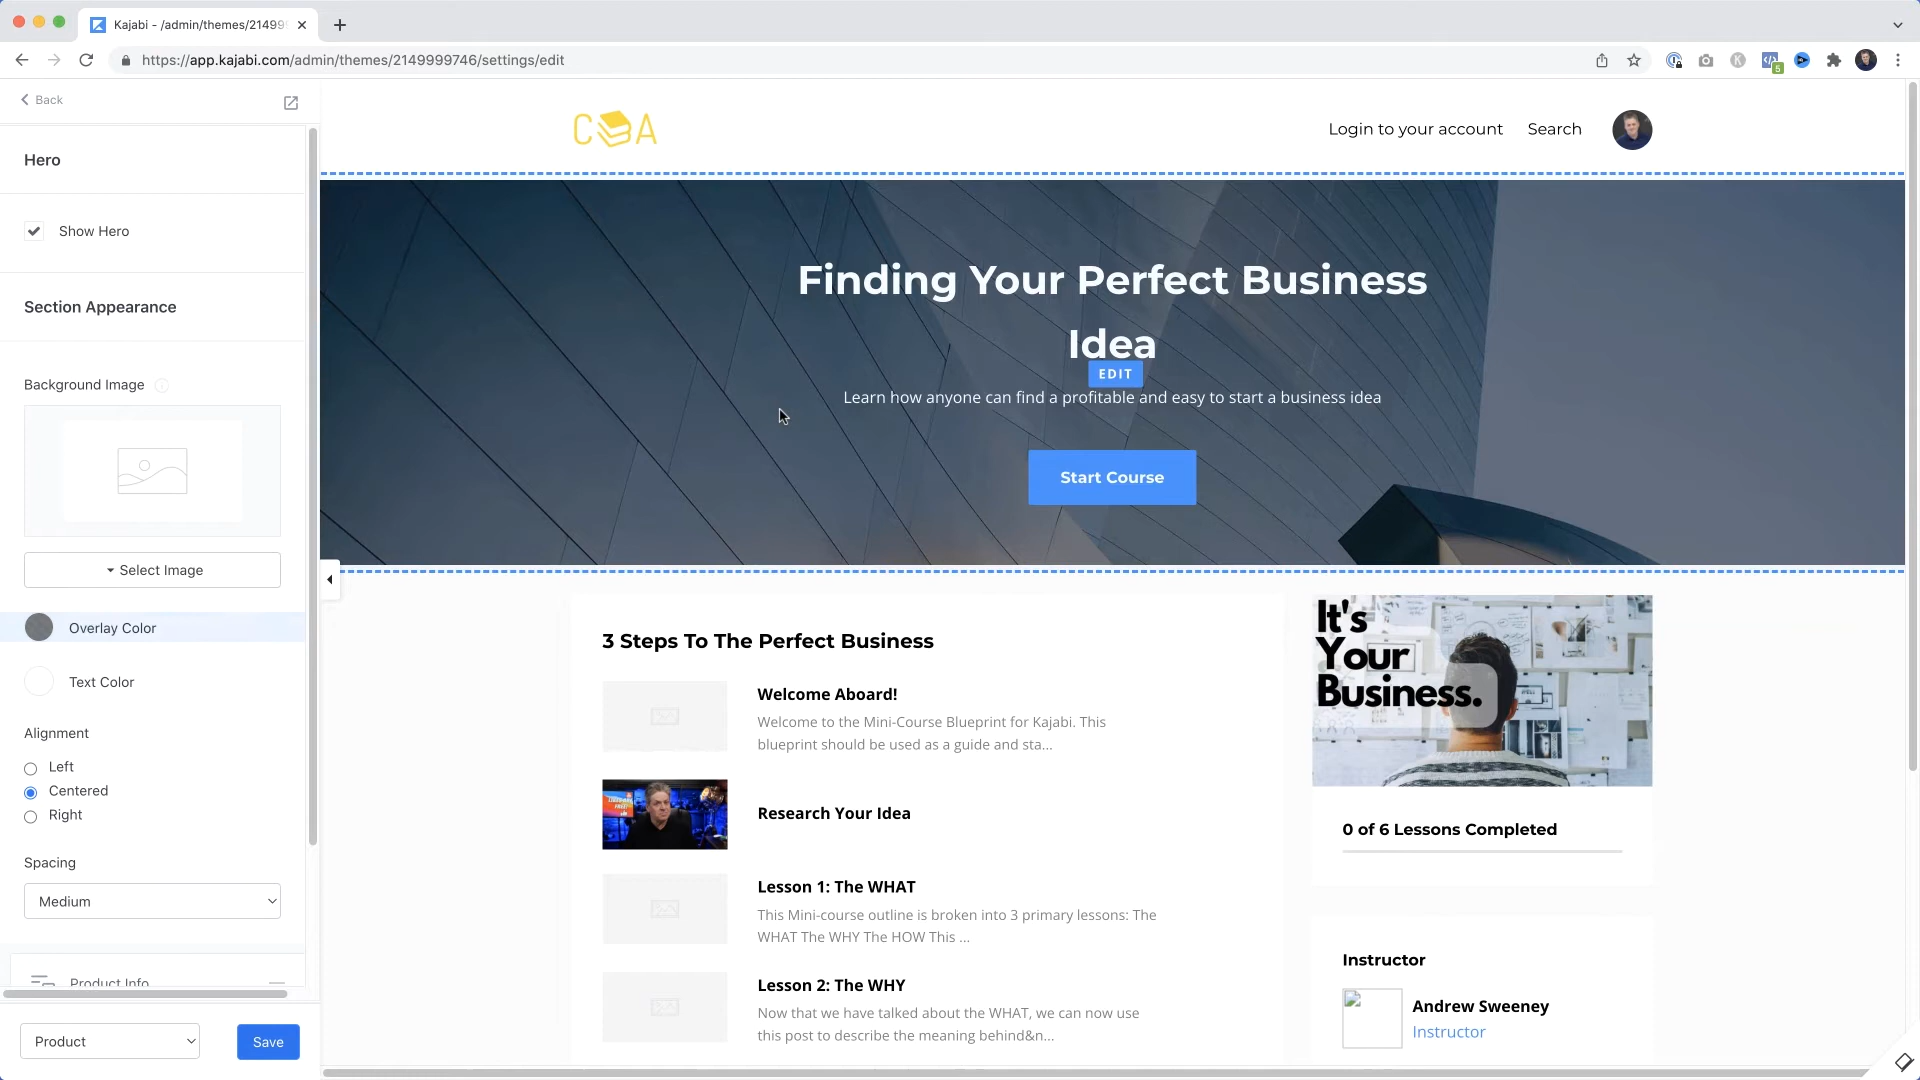 Kajabi - /admin/themes/21499
https://app.kajabi.com/admin/themes/2149999746/settings/edit
5
Back
Hero
Show Hero
Section Appearance
Background Image
Select Image
Overlay Color
Text Color
Alignment
Left
Centered
Right
Spacing
Medium
Product Info
Product
Save
C A
Login to your account
Search
Finding Your Perfect Business
Idea
EDIT
Learn how anyone can find a profitable and easy to start a business idea
Start Course
3 Steps To The Perfect Business
Welcome Aboard!
Welcome to the Mini-Course Blueprint for Kajabi. This
blueprint should be used as a guide and sta...
Research Your Idea
Lesson 1: The WHAT
This Mini-course outline is broken into 3 primary lessons: The
WHAT The WHY The HOW This ...
Lesson 2: The WHY
Now that we have talked about the WHAT, we can now use
this post to describe the meaning behind&n...
It's
Your
Business.
0 of 6 Lessons Completed
Instructor
Andrew Sweeney
Instructor